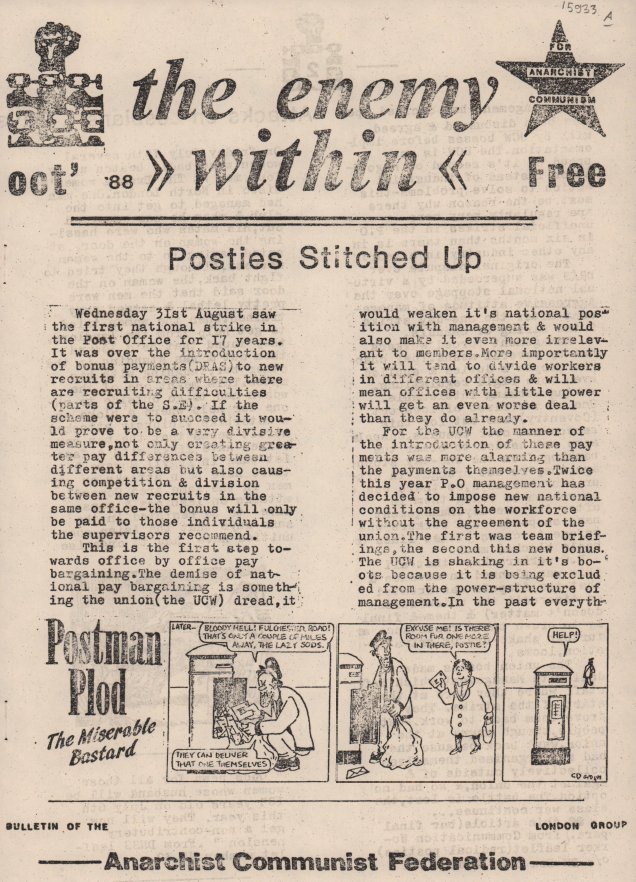 15933 A
the enemy
» within «
FOR
ANARCHIST
COMMUNISM
oct' '88
Free
Posties Stitched Up
Wednesday 31st August saw
the first national strike in
the Post Office for I7 years.
It was over the introduction
of bonus payments(DRAS)to new
recruits in areas where there
are recruiting difficulties
(parts of the S.E). If the
scheme were to succeed it wou-
ld prove to be a very divisive
measure,not only creating grea-
ter pay differences between
different areas but also caus-
ing competition & division
between new recruits in the
same office-the bonus will only
be paid to those individuals
the supervisors recommend.
This is the first step to-
wards office by office pay
bargaining.The demise of nat-
ional pay bargaining is someth-
ing the union(the UCW) dread,it
would weaken it's national pos-
ition with management & would
also make it even more irrelev-
ant to members.More importantly
it will tend to divide workers
in different offices & will
mean offices with little power
will get an even worse deal
than they do already.
For the UCW the manner of
the introduction of these pay
ments was more alarming than
the payments themselves.Twice
this year P.O management has
decided to impose new national
conditions on the workforce
without the agreement of the
union.The first was team brief-
ings,the second this new bonus.
The UCW is shaking in it's bo-
ots because it is being exclud
ed from the power-structure of
management.In the past everyth-
Postman
Plod
The Miserable
Bastard
LATER...
BLOODY HELL! FULCHESTER ROAD!
THAT'S ONLY A COUPLE OF MILES
AWAY, THE LAZY SODS.
THEY CAN DELIVER
THAT ONE THEMSELVES
EXCUSE ME! IS THERE
ROOM FOR ONE MORE
IN THERE, POSTIE?
HELP!
BULLETIN OF THE
LONDON GROUP
Anarchist Communist Federation